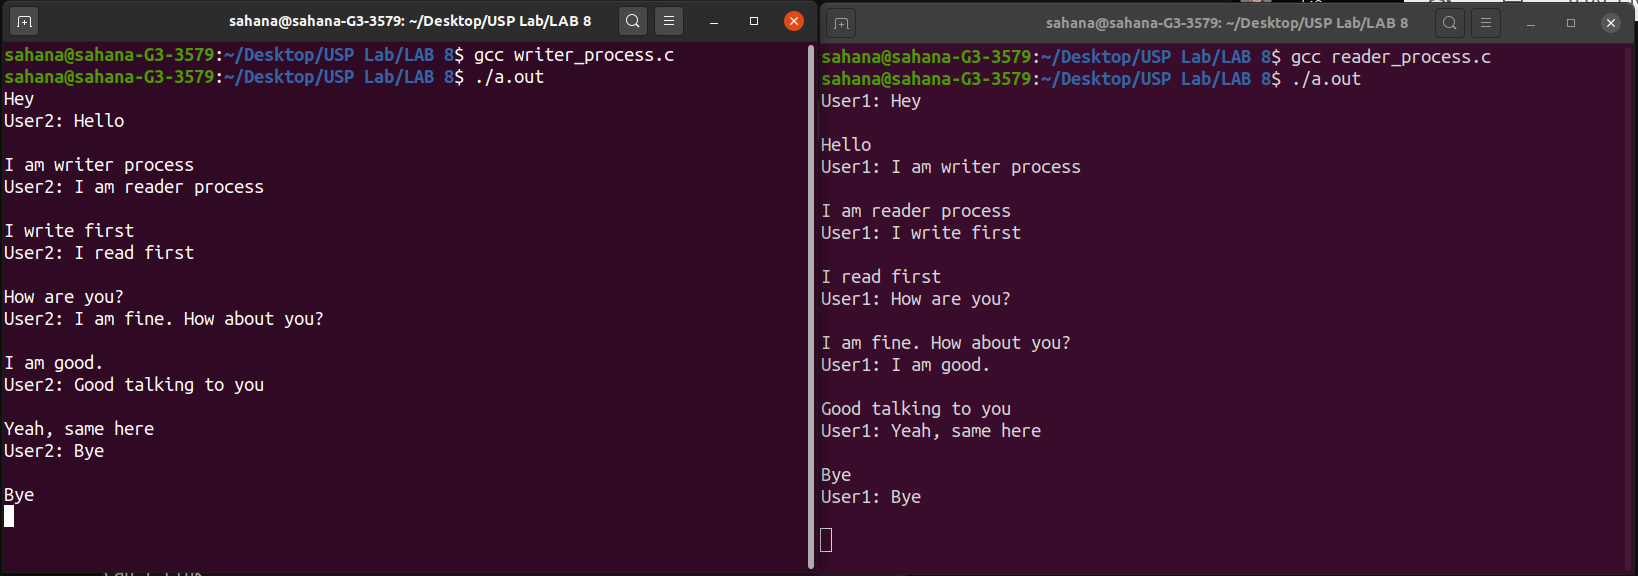 sahana@sahana-G3-3579: ~/Desktop/USP Lab/LAB 8
sahana@sahana-G3-3579:~/Desktop/USP Lab/LAB 8$ gcc writer_process.c
sahana@sahana-G3-3579:~/Desktop/USP Lab/LAB 8$ ./a.out
Hey
User2: Hello
I am writer process
User2: I am reader process
I write first
User2: I read first
How are you?
User2: I am fine. How about you?
I am good.
User2: Good talking to you
Yeah, same here
User2: Bye
Bye
sahana@sahana-G3-3579: ~/Desktop/USP Lab/LAB 8
sahana@sahana-G3-3579:~/Desktop/USP Lab/LAB 8$ gcc reader_process.c
sahana@sahana-G3-3579:~/Desktop/USP Lab/LAB 8$ ./a.out
User1: Hey
Hello
User1: I am writer process
I am reader process
User1: I write first
I read first
User1: How are you?
I am fine. How about you?
User1: I am good.
Good talking to you
User1: Yeah, same here
Bye
User1: Bye